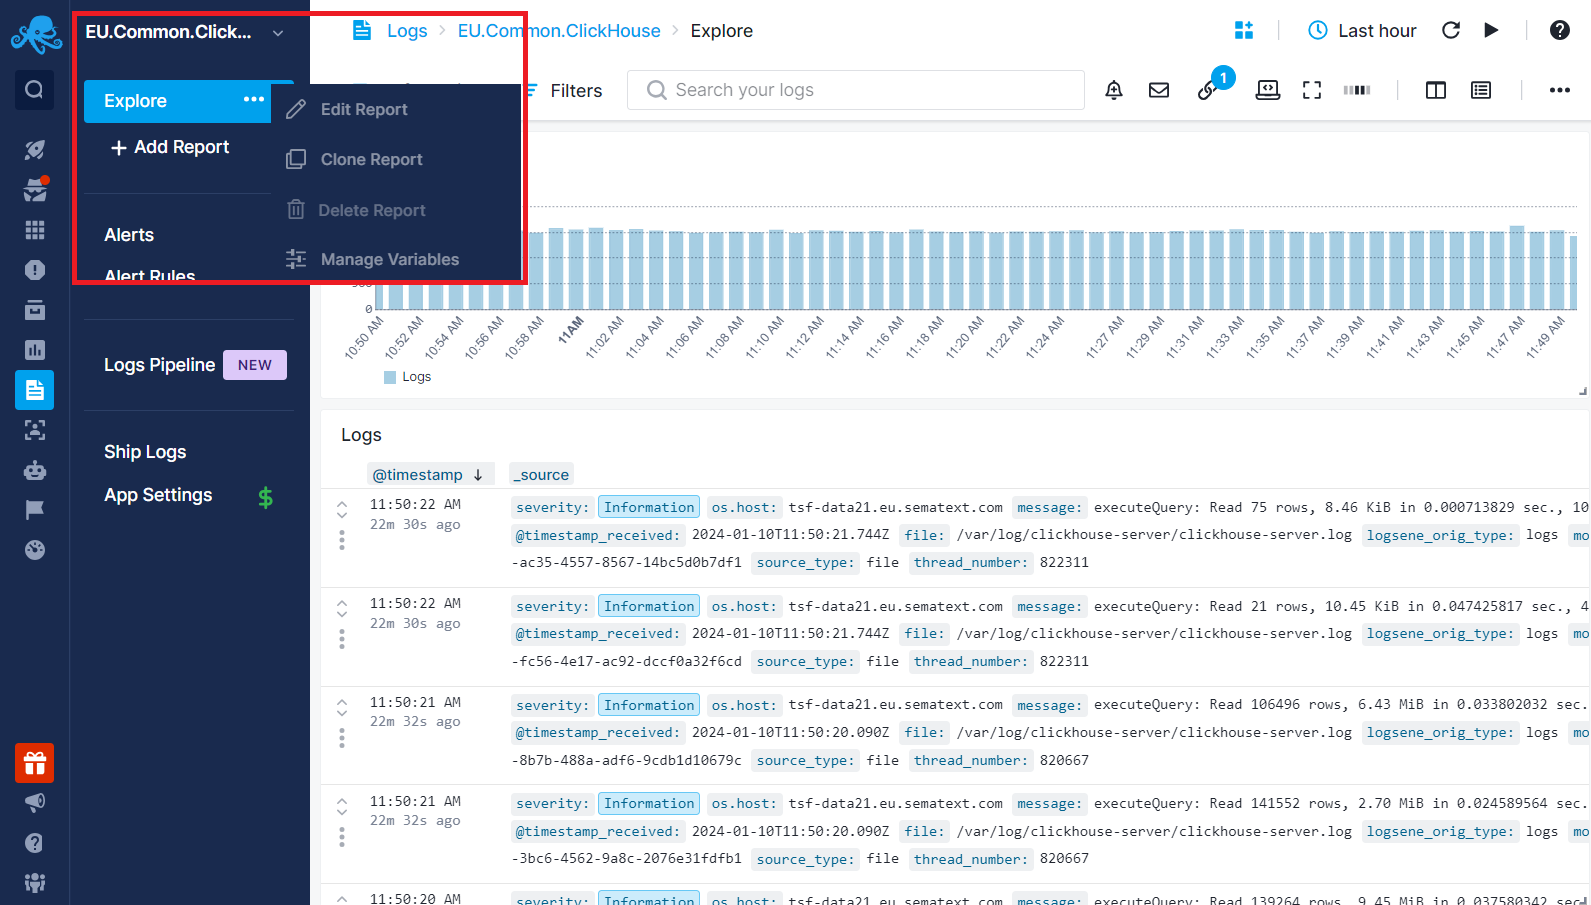 EU.Common.Click...
Logs
EU.Common.ClickHouse
Explore
Last hour
Explore
Edit Report
Filters
Search your logs
1
Add Report
Clone Report
Delete Report
Alerts
Manage Variables
Alert Rules
0
10:50 AM
10:52 AM
10:54 AM
10:56 AM
10:58 AM
11AM
11:02 AM
11:04 AM
11:06 AM
11:08 AM
11:10 AM
11:12 AM
11:14 AM
11:16 AM
11:18 AM
11:20 AM
11:22 AM
11:24 AM
11:27 AM
11:29 AM
11:31 AM
11:33 AM
11:35 AM
11:37 AM
11:39 AM
11:41 AM
11:43 AM
11:45 AM
11:47 AM
11:49 AM
Logs
Logs Pipeline NEW
Ship Logs
App Settings
Logs
@timestamp ↓ _source
11:50:22 AM severity: Information os.host: tsf-data21.eu.sematext.com message: executeQuery: Read 75 rows, 8.46 KiB in 0.000713829 sec., 10
22m 30s ago @timestamp_received: 2024-01-10T11:50:21.744Z file: /var/log/clickhouse-server/clickhouse-server.log logsene_orig_type: logs mo
-ac35-4557-8567-14bc5d0b7df1 source_type: file thread_number: 822311
11:50:22 AM severity: Information os.host: tsf-data21.eu.sematext.com message: executeQuery: Read 21 rows, 10.45 KiB in 0.047425817 sec., 4
22m 30s ago @timestamp_received: 2024-01-10T11:50:21.744Z file: /var/log/clickhouse-server/clickhouse-server.log logsene_orig_type: logs mo
-fc56-4e17-ac92-dccf0a32f6cd source_type: file thread_number: 822311
11:50:21 AM severity: Information os.host: tsf-data21.eu.sematext.com message: executeQuery: Read 106496 rows, 6.43 MiB in 0.033802032 sec.
22m 32s ago @timestamp_received: 2024-01-10T11:50:20.090Z file: /var/log/clickhouse-server/clickhouse-server.log logsene_orig_type: logs mo
-8b7b-488a-adf6-9cdb1d10679c source_type: file thread_number: 820667
11:50:21 AM severity: Information os.host: tsf-data21.eu.sematext.com message: executeQuery: Read 141552 rows, 2.70 MiB in 0.024589564 sec.
22m 32s ago @timestamp_received: 2024-01-10T11:50:20.090Z file: /var/log/clickhouse-server/clickhouse-server.log logsene_orig_type: logs mo
-3bc6-4562-9a8c-2076e31fdfb1 source_type: file thread_number: 820667
11:50:20 AM severity: Information os.host: tsf-data21.eu.sematext.com message: executeQuery: Read 139264 rows, 9.45 MiB in 0.037580342 sec.